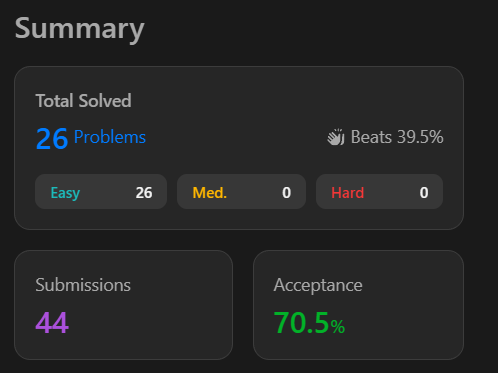 Summary
Total Solved
26 Problems
Beats 39.5%
Easy 26 Med. 0 Hard 0
Submissions
44
Acceptance
70.5%